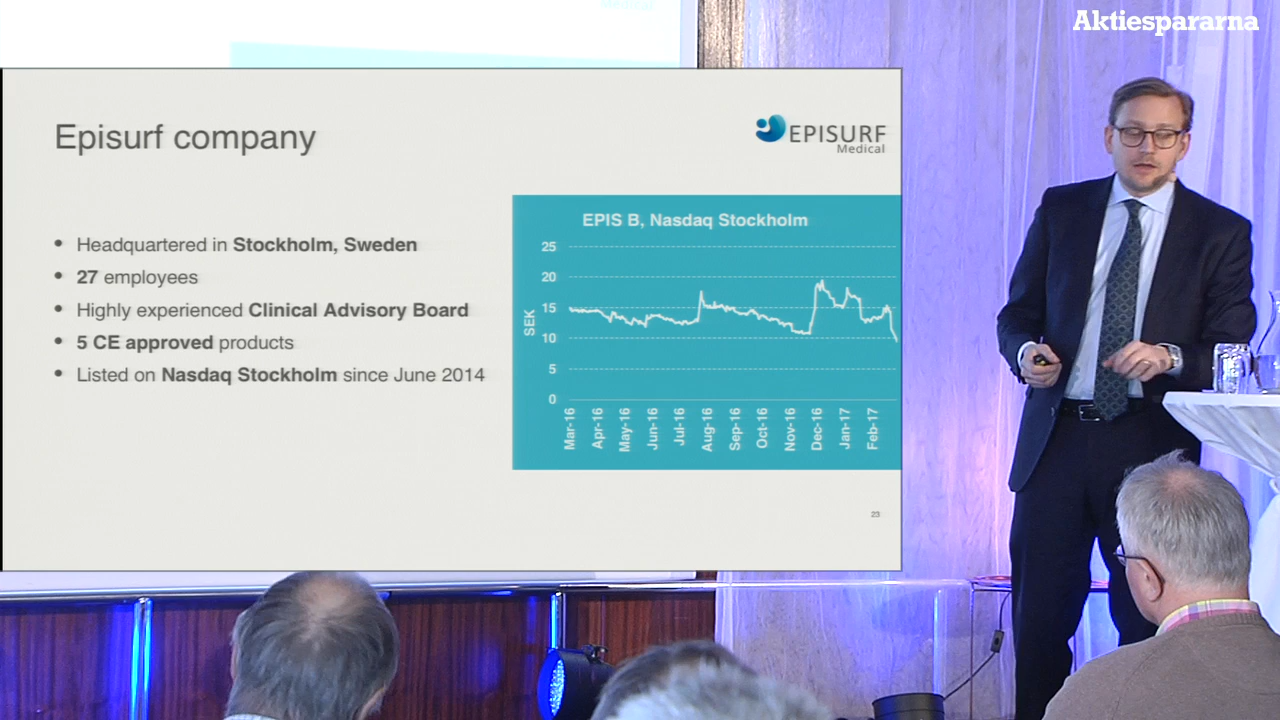 Medical
Aktiespararna
Episurf company
EPISURF
Medical
• Headquartered in Stockholm, Sweden
• 27 employees
• Highly experienced Clinical Advisory Board
• 5 CE approved products
• Listed on Nasdaq Stockholm since June 2014
EPIS B, Nasdaq Stockholm
25
20
15
10
5
0
SEK
Mar-16
Apr-16
May-16
Jun-16
Jul-16
Aug-16
Sep-16
Oct-16
Nov-16
Dec-16
Jan-17
Feb-17
23